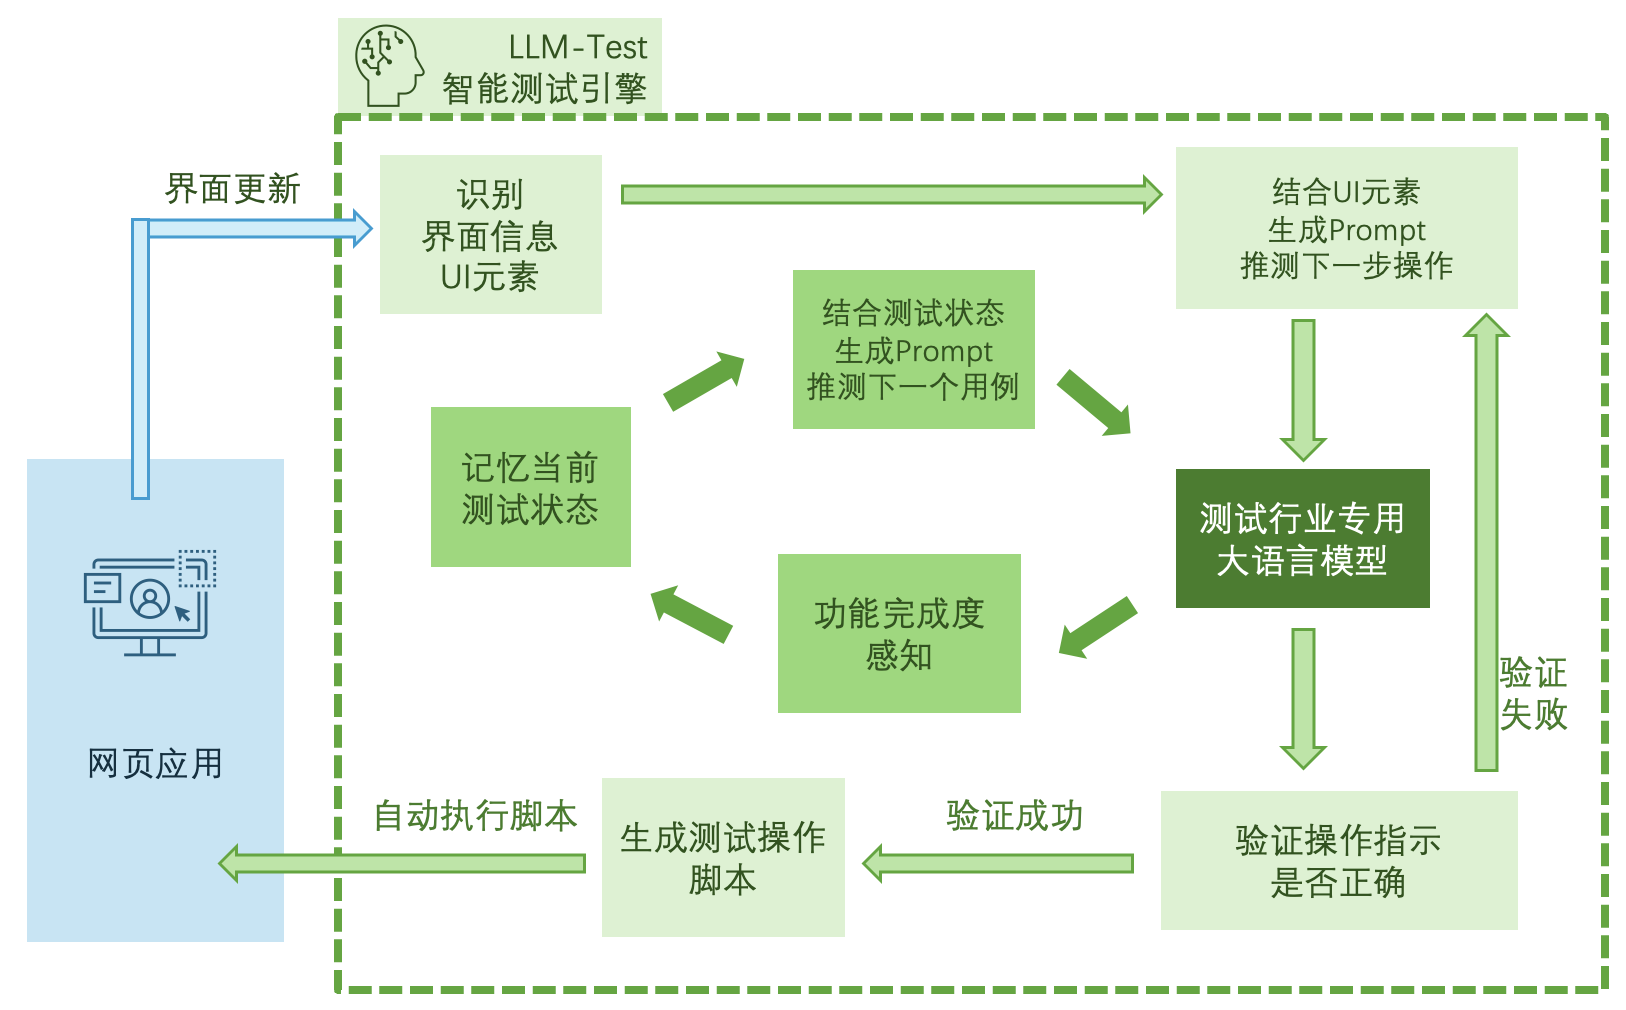 LLM-Test
智能测试引擎
界面更新
识别
界面信息
UI元素
结合UI元素
生成Prompt
推测下一步操作
结合测试状态
生成Prompt
推测下一个用例
记忆当前
测试状态
测试行业专用
大语言模型
功能完成度
感知
验证
失败
网页应用
自动执行脚本
生成测试操作
脚本
验证成功
验证操作指示
是否正确